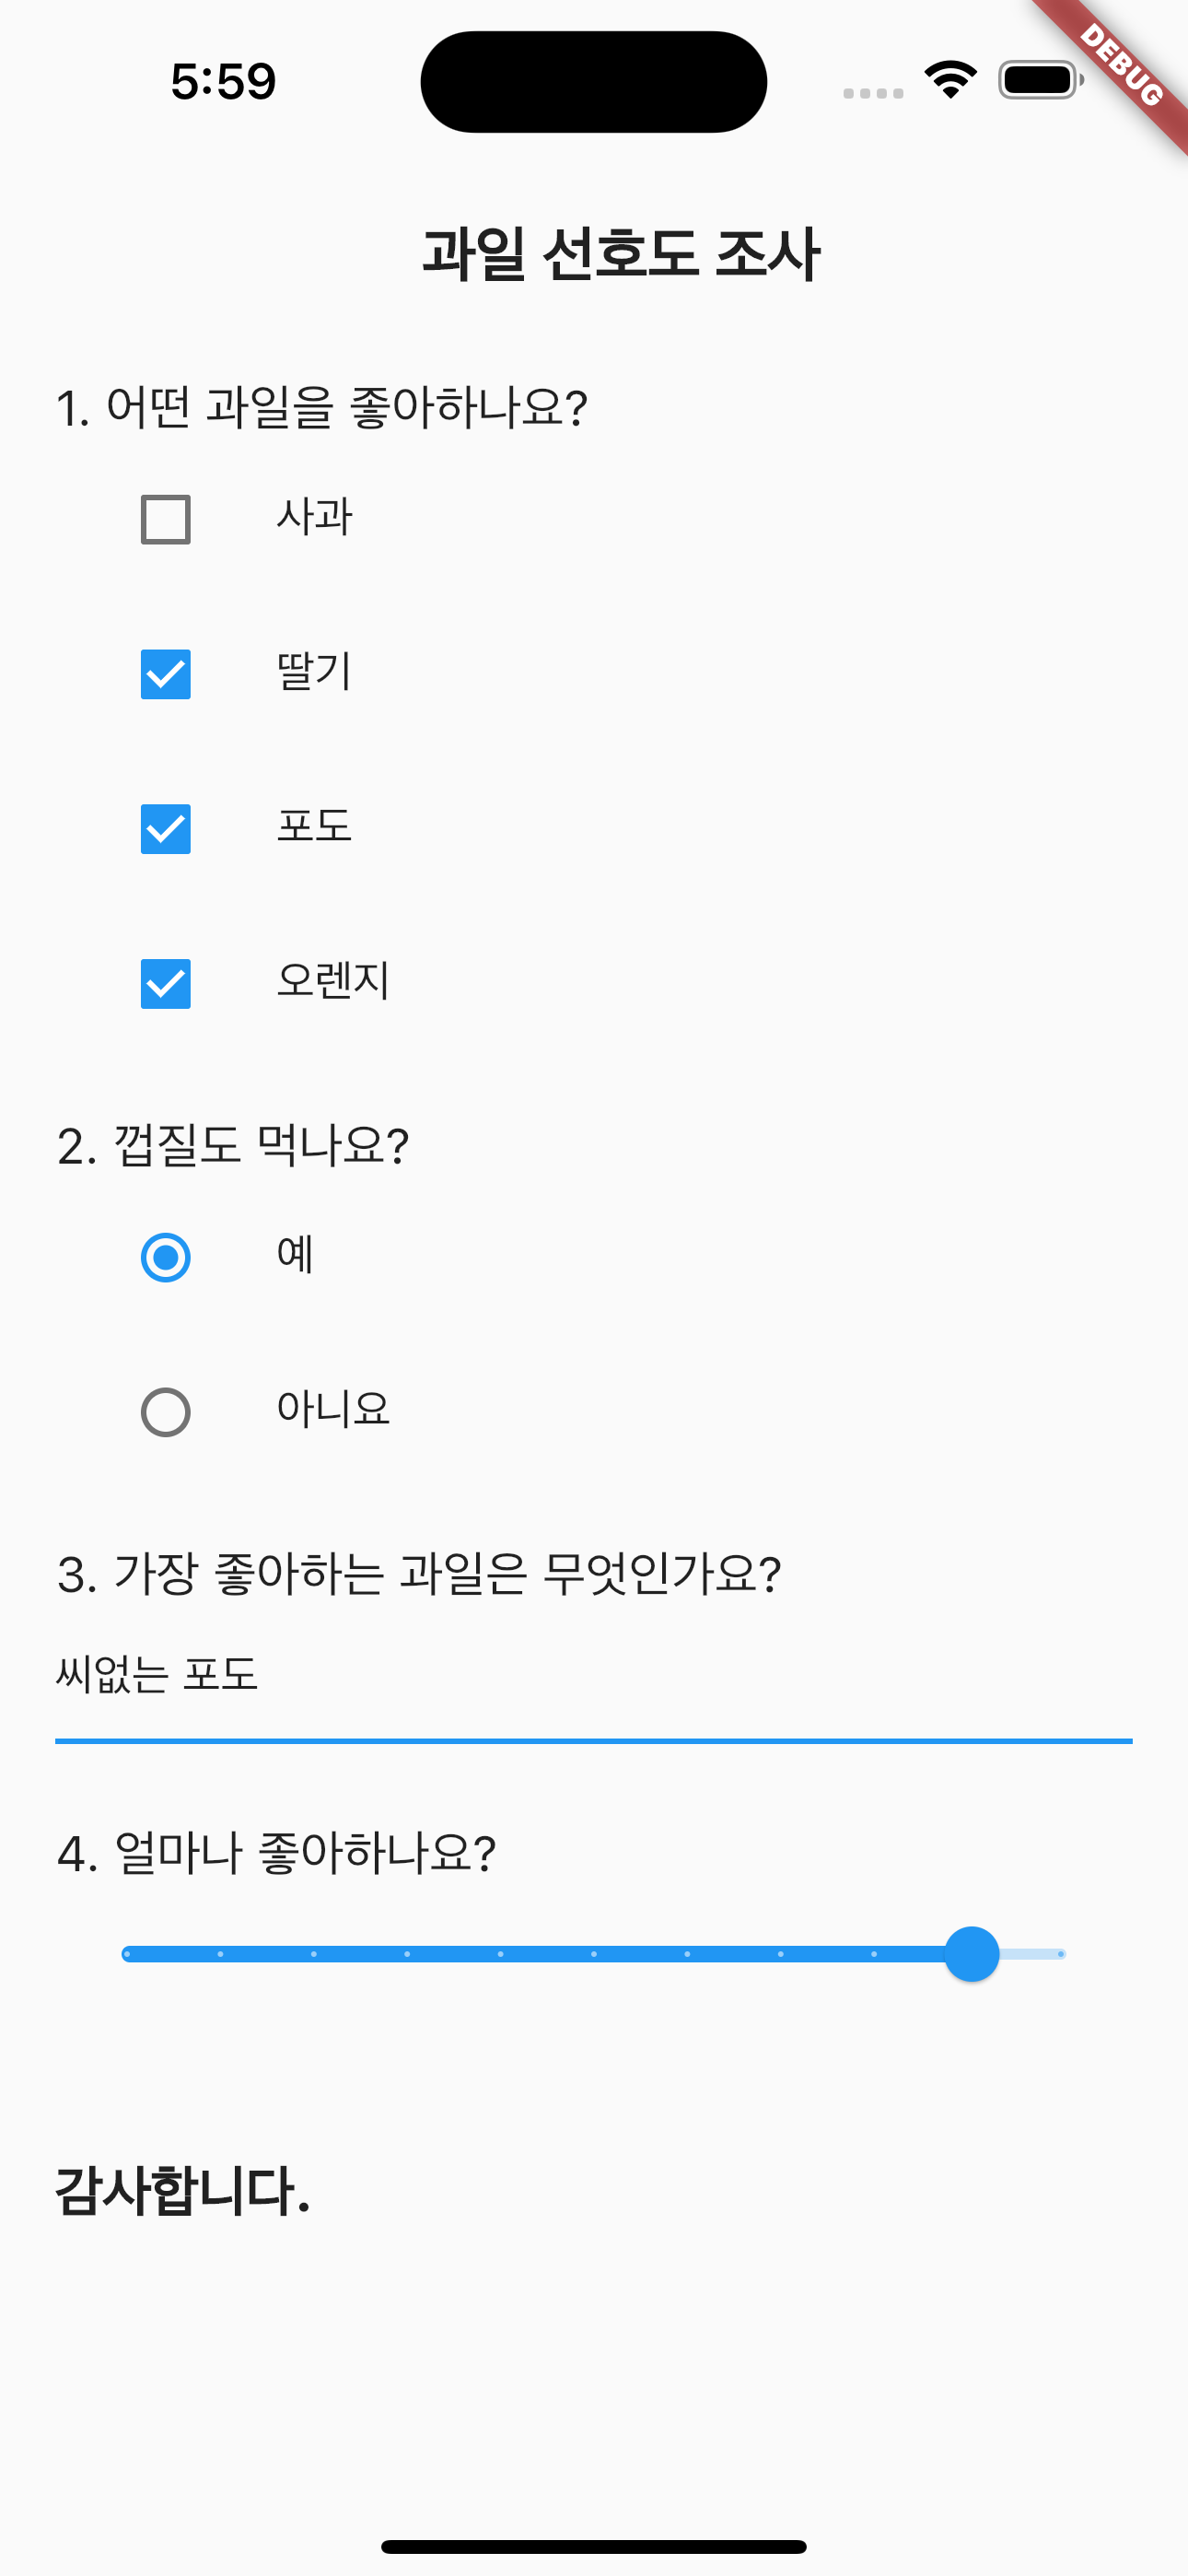 5:59
DEBUG
과일 선호도 조사
1. 어떤 과일을 좋아하나요?
사과
딸기
포도
오렌지
2. 껍질도 먹나요?
예
아니요
3. 가장 좋아하는 과일은 무엇인가요?
씨없는 포도
4. 얼마나 좋아하나요?
감사합니다.